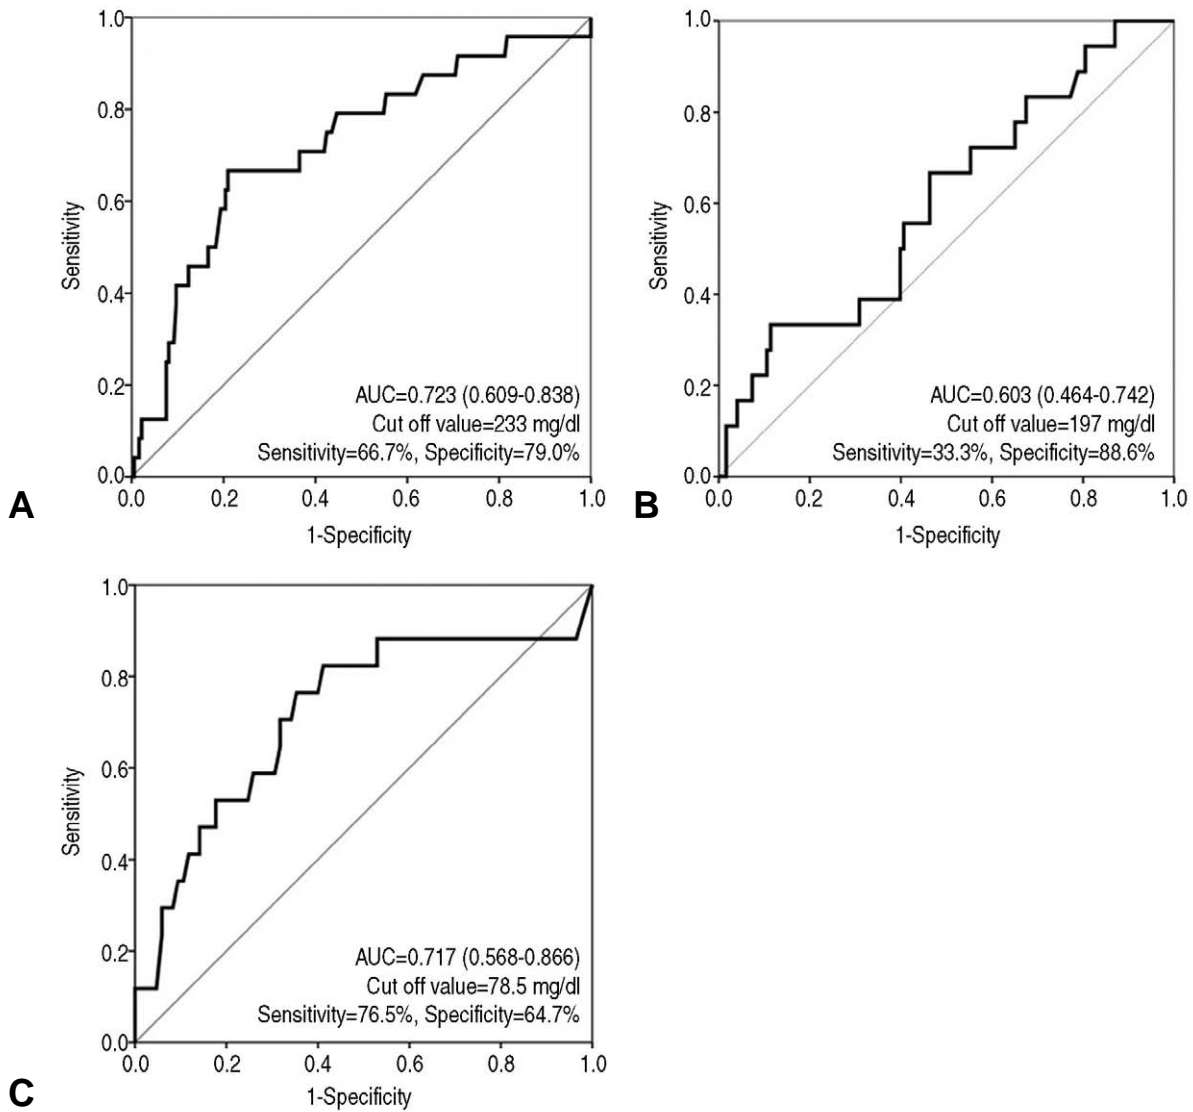 A
1.0
0.8
0.6
0.4
0.2
0.0
Sensitivity
AUC=0.723 (0.609-0.838)
Cut off value=233 mg/dl
Sensitivity=66.7%, Specificity=79.0%
0.0 0.2 0.4 0.6 0.8 1.0
1-Specificity
B
1.0
0.8
0.6
0.4
0.2
0.0
Sensitivity
AUC=0.603 (0.464-0.742)
Cut off value=197 mg/dl
Sensitivity=33.3%, Specificity=88.6%
0.0 0.2 0.4 0.6 0.8 1.0
1-Specificity
C
1.0
0.8
0.6
0.4
0.2
0.0
Sensitivity
AUC=0.717 (0.568-0.866)
Cut off value=78.5 mg/dl
Sensitivity=76.5%, Specificity=64.7%
0.0 0.2 0.4 0.6 0.8 1.0
1-Specificity